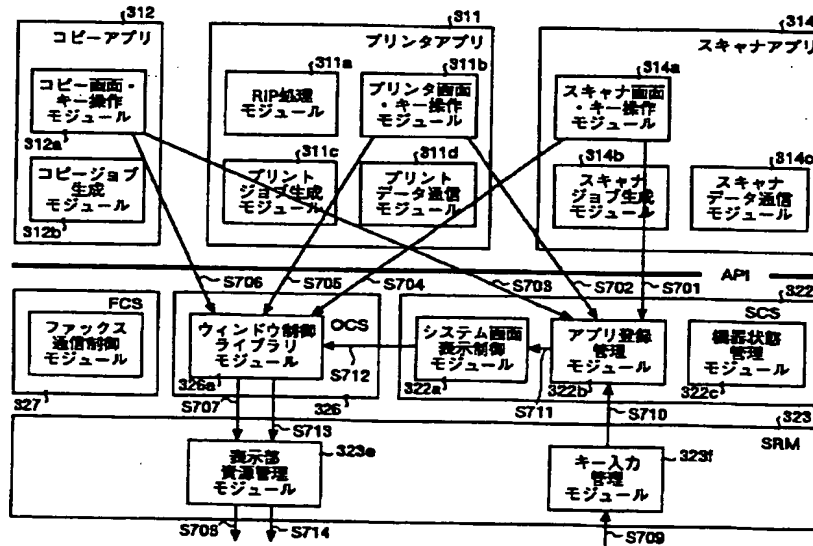 312
コピーアプリ
コピー画面・
キー操作
モジュール
312a
コピージョブ
生成
モジュール
312b
311
プリンタアプリ
311a
RIP処理
モジュール
311b
プリンタ画面
・キー操作
モジュール
311c
プリント
ジョブ生成
モジュール
311d
プリント
データ通信
モジュール
314
スキャナアプリ
314a
スキャナ画面
・キー操作
モジュール
314b
スキャナ
ジョブ生成
モジュール
314c
スキャナ
データ通信
モジュール
S706
S705
S704
S703
S702
S701
API
FCS
ファックス
通信制御
モジュール
327
OCS
ウィンドウ制御
ライブラリ
モジュール
326a
326
S712
322
SCS
システム画面
表示制御
モジュール
322a
S711
アプリ登録
管理
モジュール
322b
機器状態
管理
モジュール
322c
S707
S713
S710
323
SRM
表示部
資源管理
モジュール
323e
キー入力
管理
モジュール
323f
S708
S714
S709